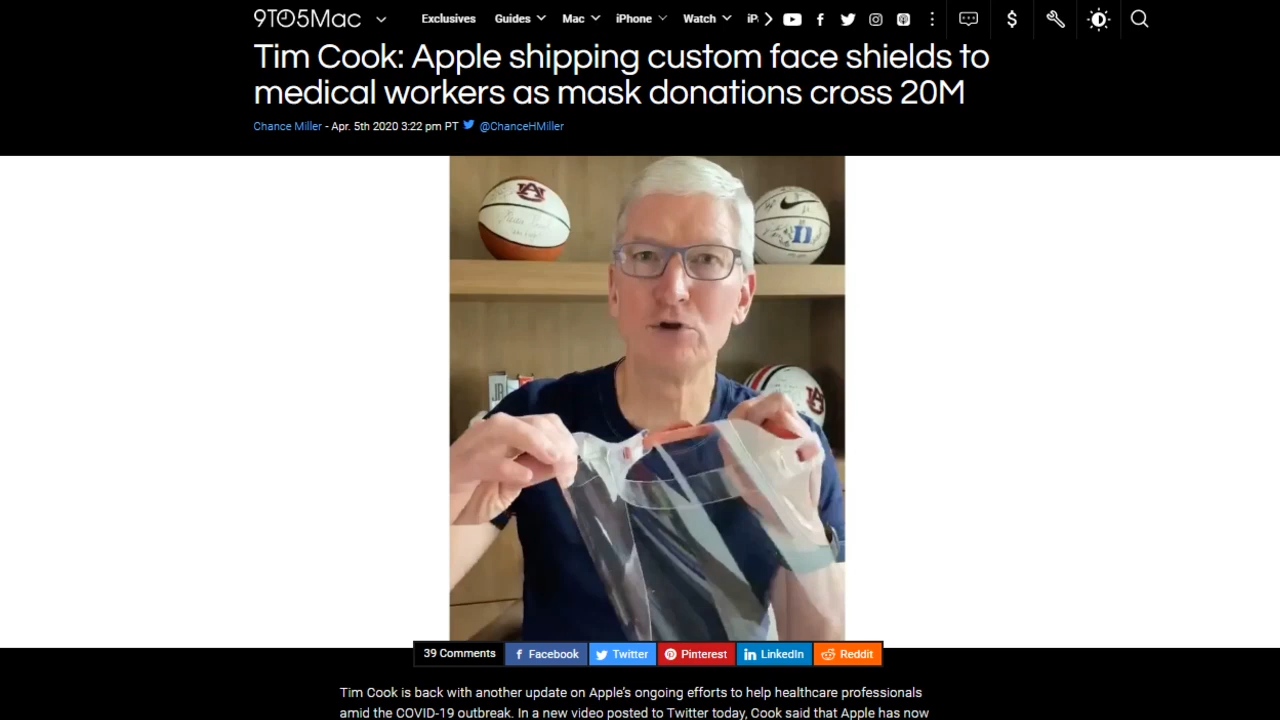 9TO5Mac
Exclusives Guides Mac iPhone Watch iP
Tim Cook: Apple shipping custom face shields to
medical workers as mask donations cross 20M
Chance Miller - Apr. 5th 2020 3:22 pm PT @ChanceHMiller
39 Comments Facebook Twitter Pinterest LinkedIn Reddit
Tim Cook is back with another update on Apple's ongoing efforts to help healthcare professionals
amid the COVID-19 outbreak. In a new video posted to Twitter today, Cook said that Apple has now